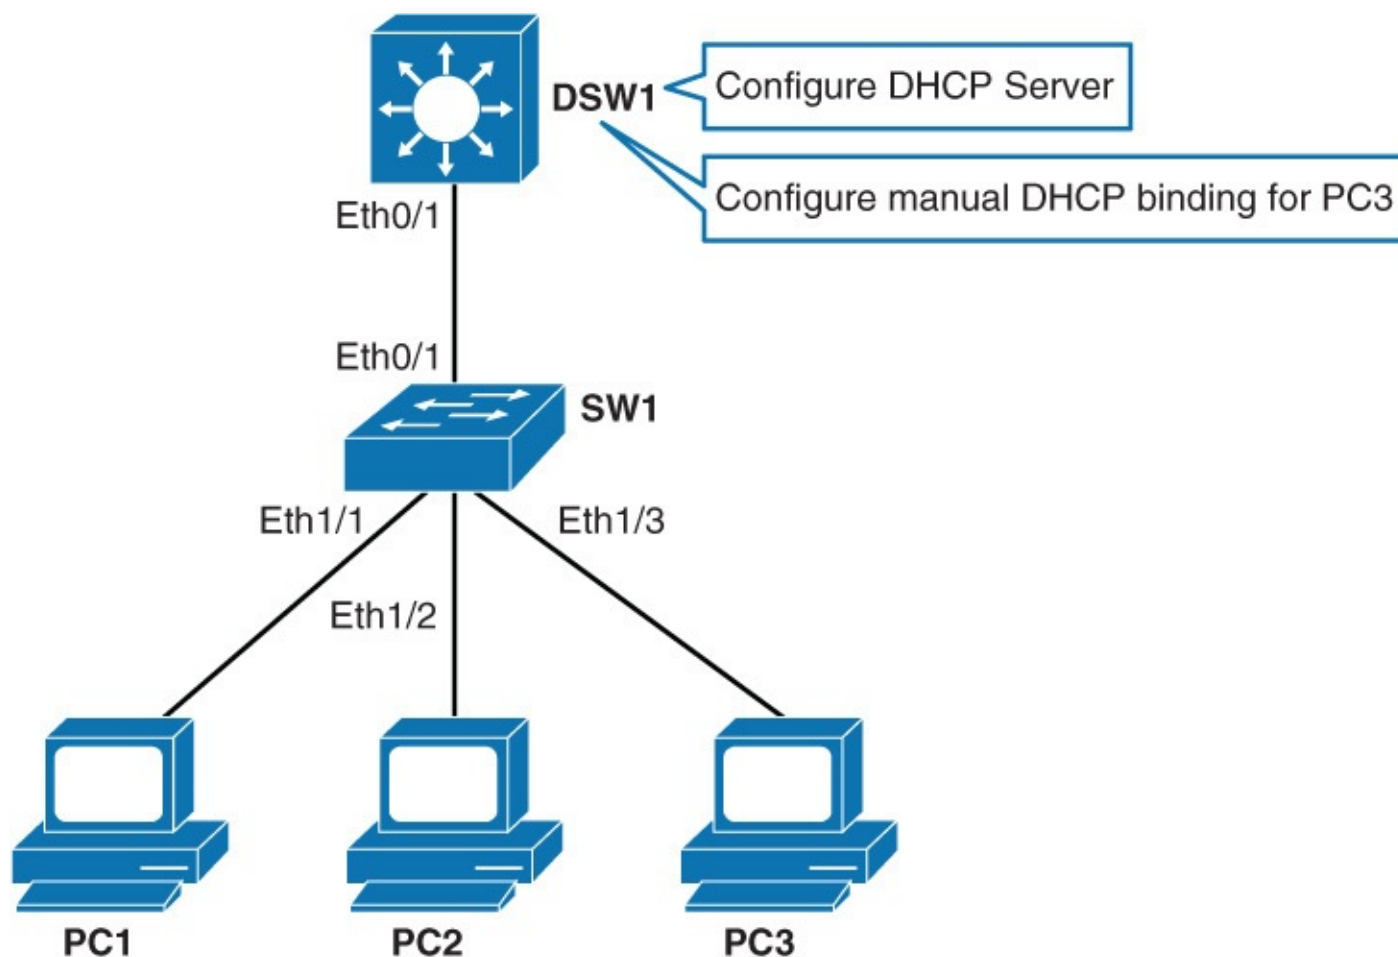 DSW1
Configure DHCP Server
Configure manual DHCP binding for PC3
Eth0/1
Eth0/1
SW1
Eth1/1
Eth1/3
Eth1/2
PC1
PC2
PC3